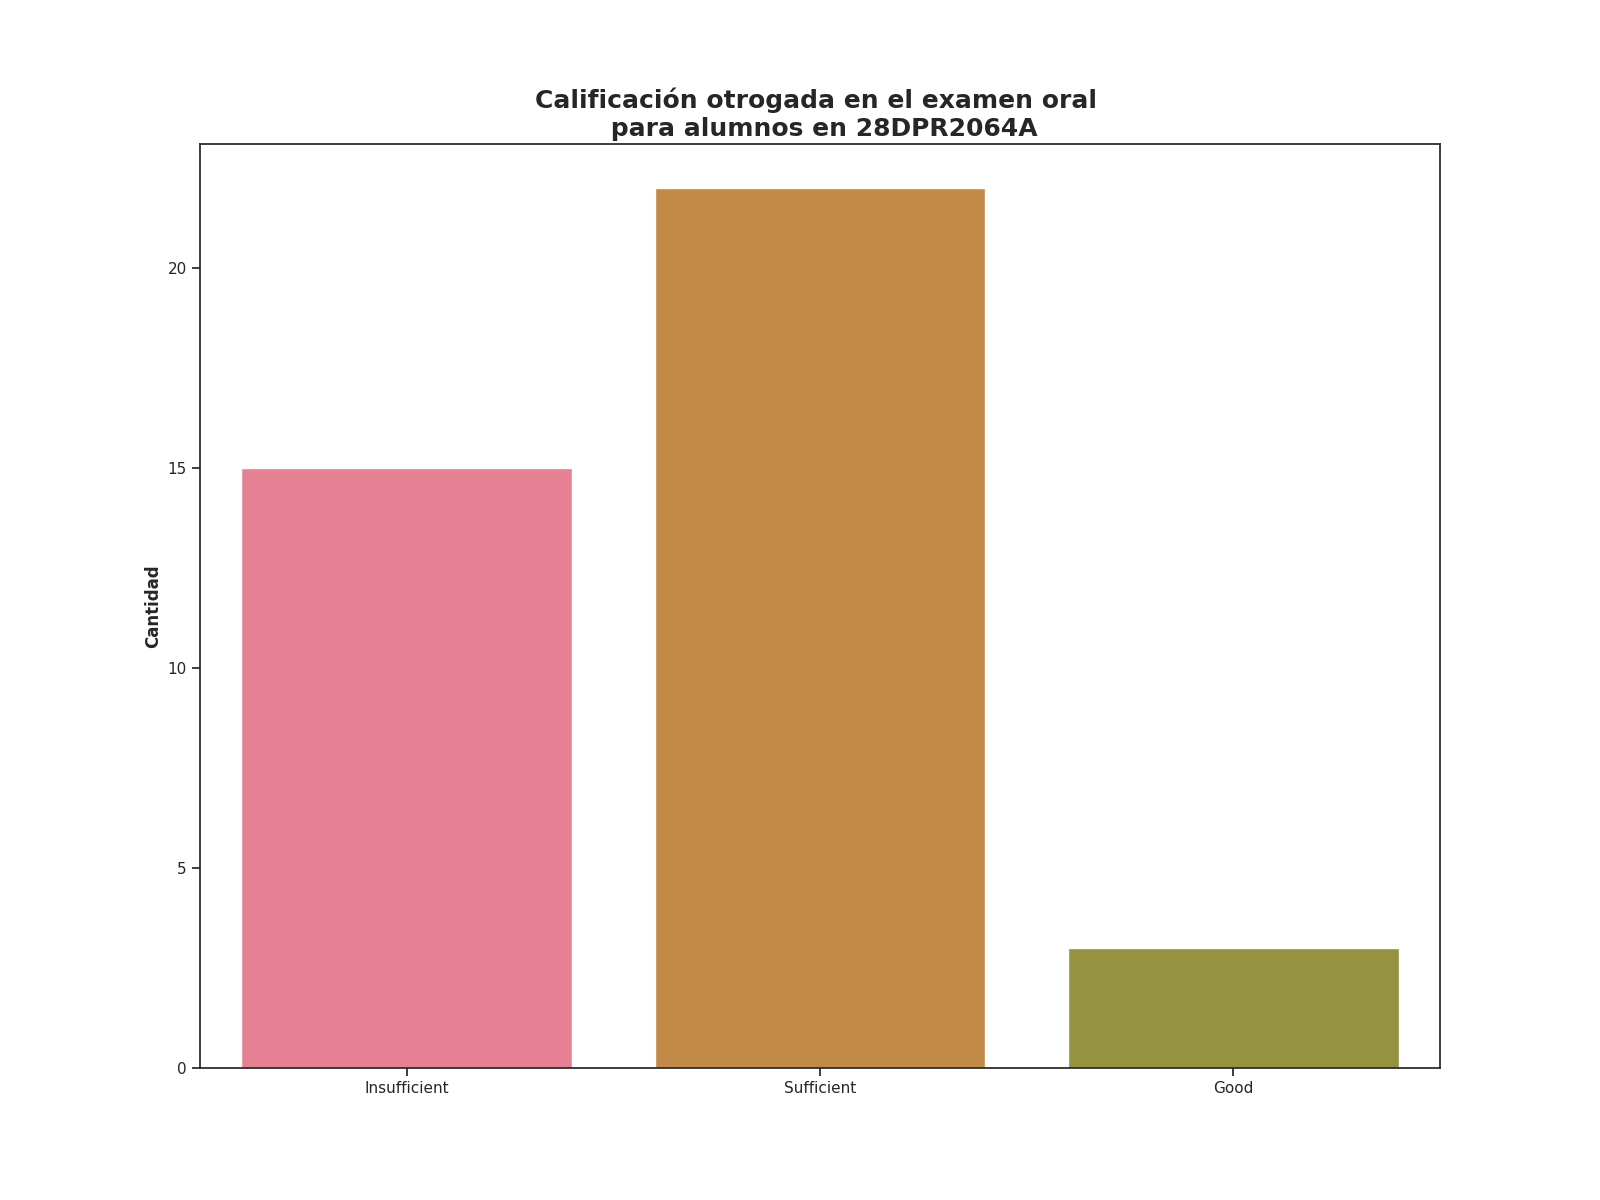 Calificación otrogada en el examen oral
para alumnos en 28DPR2064A
Cantidad
20
15
10
5
0
Insufficient
Sufficient
Good